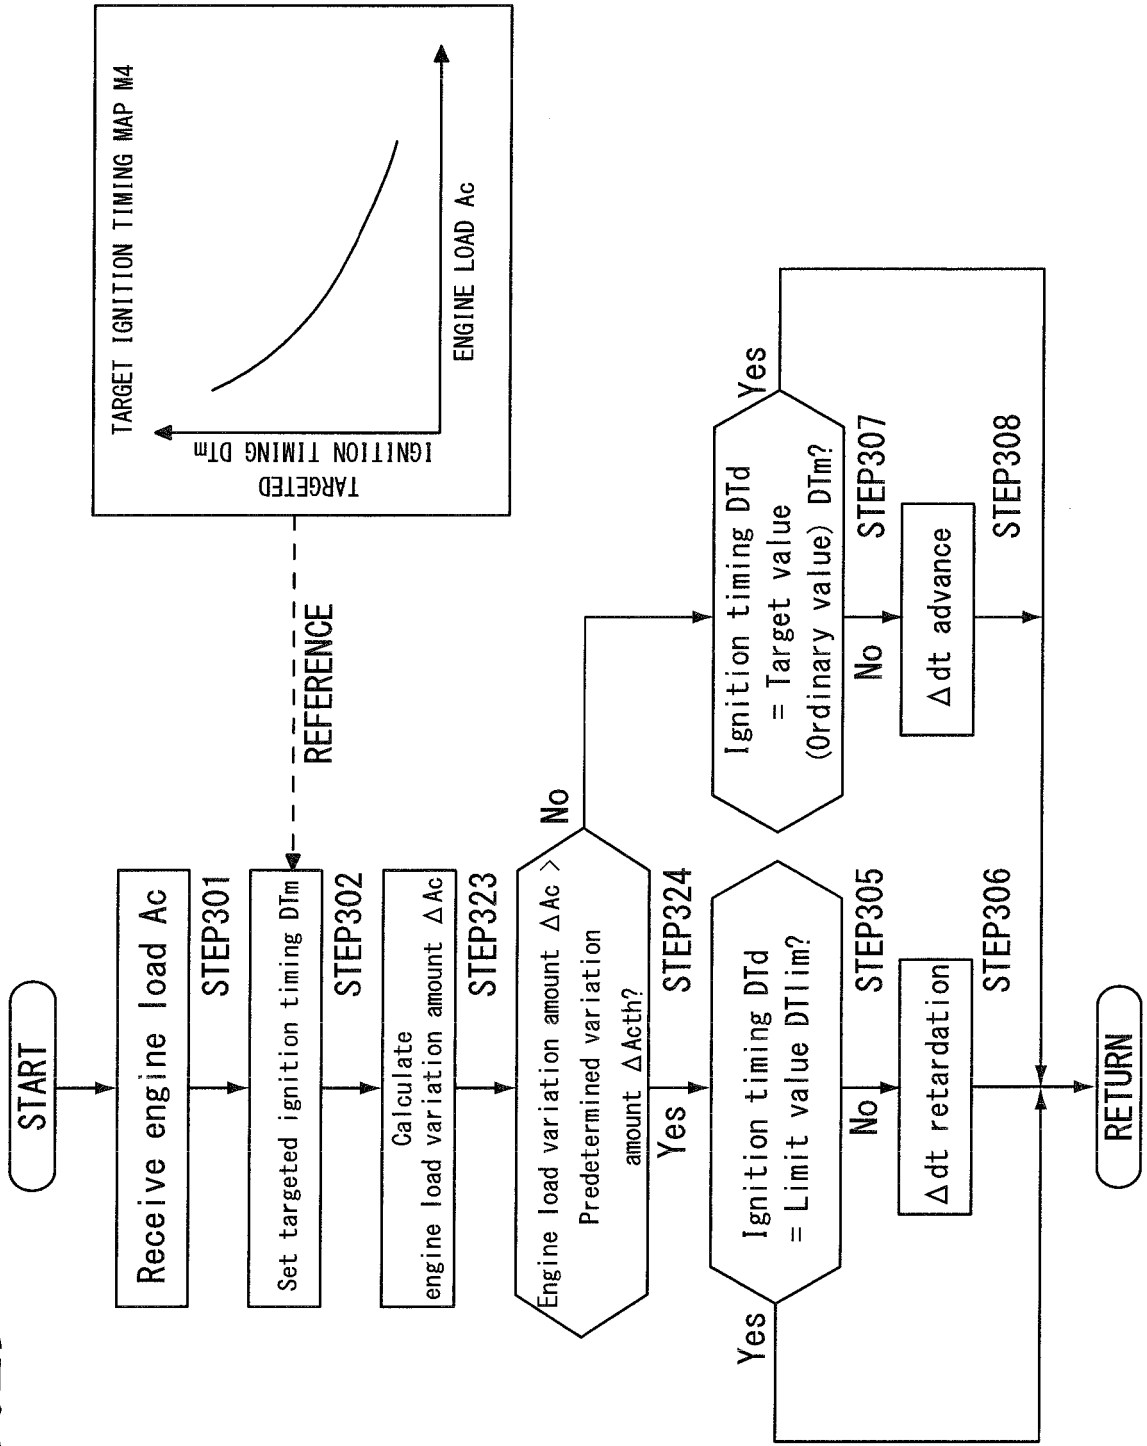 START
Receive engine load Ac
STEP301
Set targeted ignition timing DTm
STEP302
REFERENCE
TARGET IGNITION TIMING MAP M4
TARGETED
IGNITION TIMING DTm
ENGINE LOAD Ac
Calculate
engine load variation amount ΔAc
STEP323
Engine load variation amount ΔAc >
Predetermined variation
amount ΔActh?
STEP324
Yes
No
Ignition timing DTd
= Limit value DTlim?
STEP305
Yes
No
Δdt retardation
STEP306
Ignition timing DTd
= Target value
(Ordinary value) DTm?
STEP307
Yes
No
Δdt advance
STEP308
RETURN